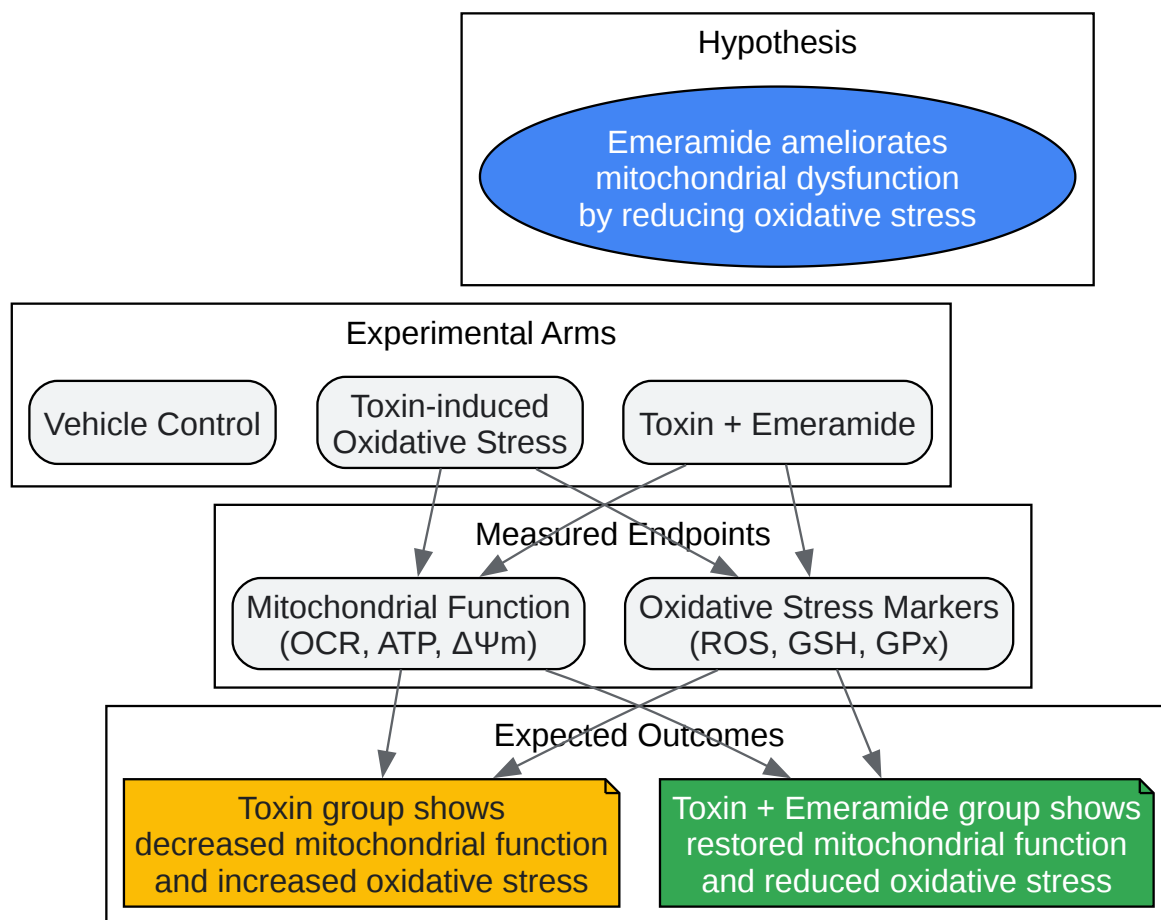 Hypothesis
Emeramide ameliorates
mitochondrial dysfunction
by reducing oxidative stress
Experimental Arms
Vehicle Control
Toxin-induced
Oxidative Stress
Toxin + Emeramide
Measured Endpoints
Mitochondrial Function
(OCR, ATP, ΔΨm)
Oxidative Stress Markers
(ROS, GSH, GPx)
Expected Outcomes
Toxin group shows
decreased mitochondrial function
and increased oxidative stress
Toxin + Emeramide group shows
restored mitochondrial function
and reduced oxidative stress